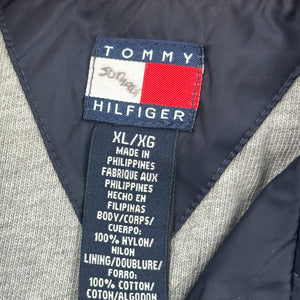 TOMMY
HILFIGER
XL/XG
MADE IN
PHILIPPINES
FABRIQUE AUX
PHILIPPINES
HECHO EN
FILIPINAS
BODY/CORPS/
CUERPO:
100% NYLON/
NILON
LINING/DOUBLURE/
FORRO:
100% COTTON/
COTON/ALGODON